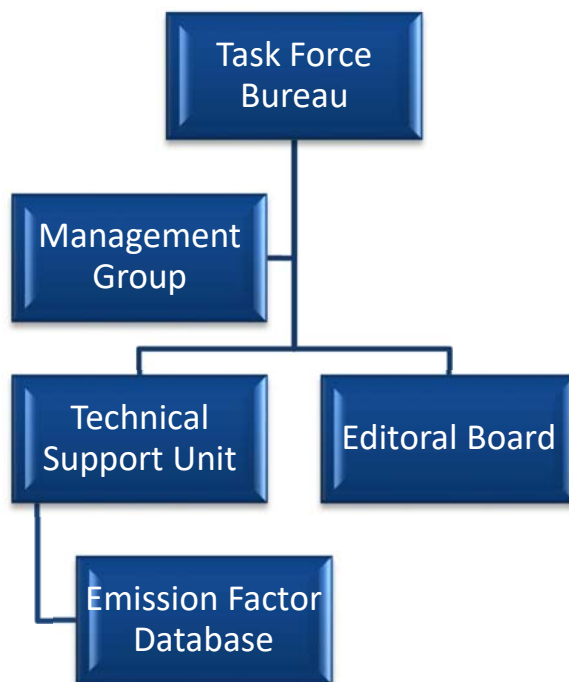 Task Force
Bureau
Management
Group
Technical
Support Unit
Editoral Board
Emission Factor
Database